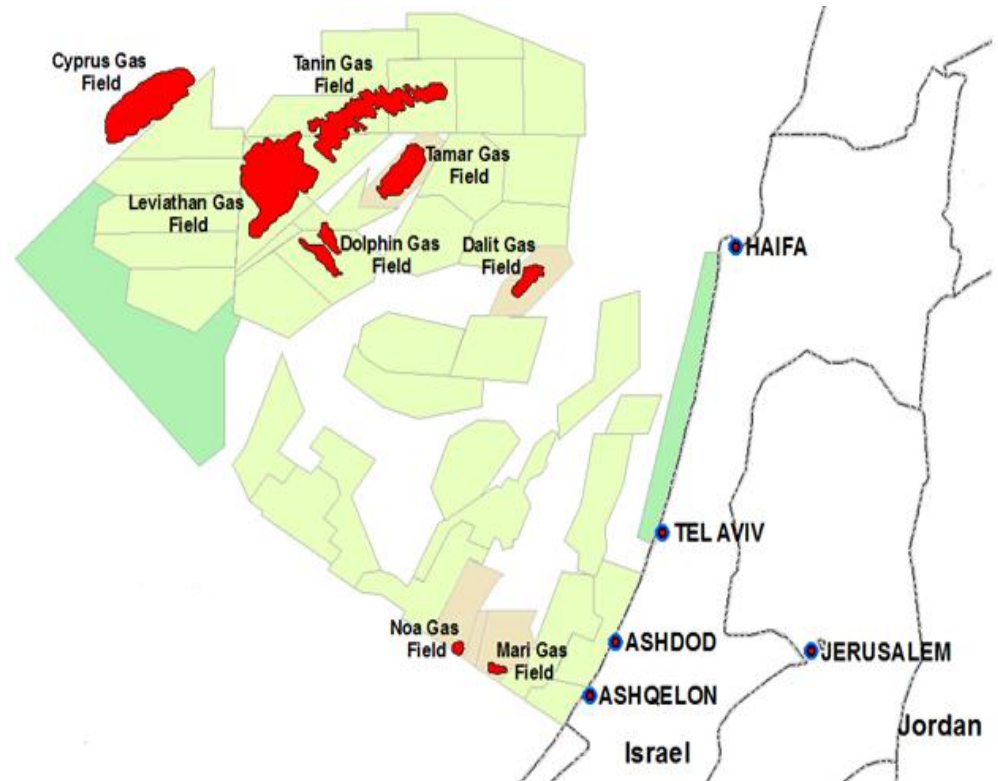 Cyprus Gas
Field
Tanin Gas
Field
Tamar Gas
Field
Leviathan Gas
Field
Dolphin Gas
Field
Dalit Gas
Field
HAIFA
TEL AVIV
Noa Gas
Field
Mari Gas
Field
ASHDOD
JERUSALEM
ASHQELON
Jordan
Israel